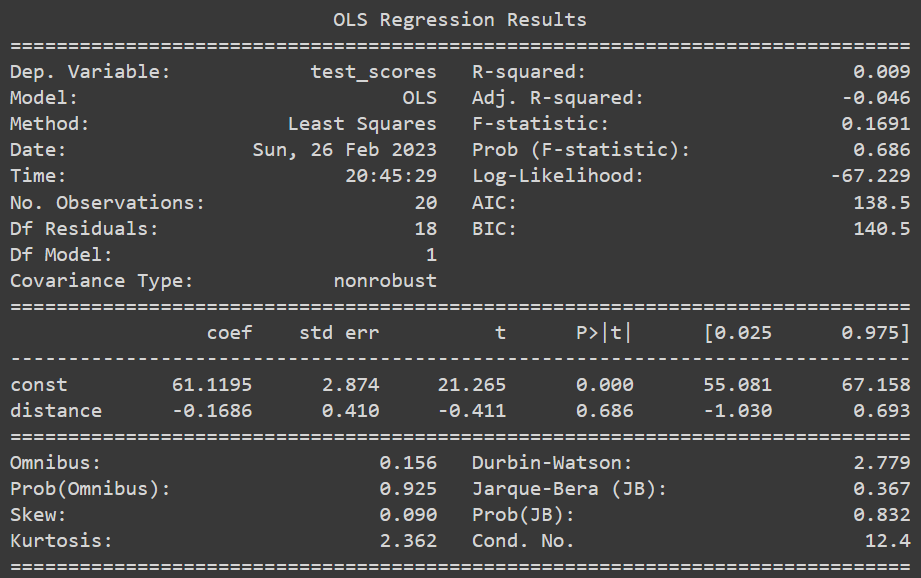 OLS Regression Results
==============================================================================
Dep. Variable:            test_scores   R-squared:                       0.009
Model:                            OLS   Adj. R-squared:                 -0.046
Method:                 Least Squares   F-statistic:                    0.1691
Date:                Sun, 26 Feb 2023   Prob (F-statistic):              0.686
Time:                        20:45:29   Log-Likelihood:                -67.229
No. Observations:                  20   AIC:                             138.5
Df Residuals:                      18   BIC:                             140.5
Df Model:                           1
Covariance Type:            nonrobust
==============================================================================
                 coef    std err          t      P>|t|      [0.025      0.975]
------------------------------------------------------------------------------
const         61.1195      2.874     21.265      0.000      55.081      67.158
distance      -0.1686      0.410     -0.411      0.686      -1.030       0.693
==============================================================================
Omnibus:                        0.156   Durbin-Watson:                   2.779
Prob(Omnibus):                  0.925   Jarque-Bera (JB):                0.367
Skew:                           0.090   Prob(JB):                        0.832
Kurtosis:                       2.362   Cond. No.                         12.4
==============================================================================